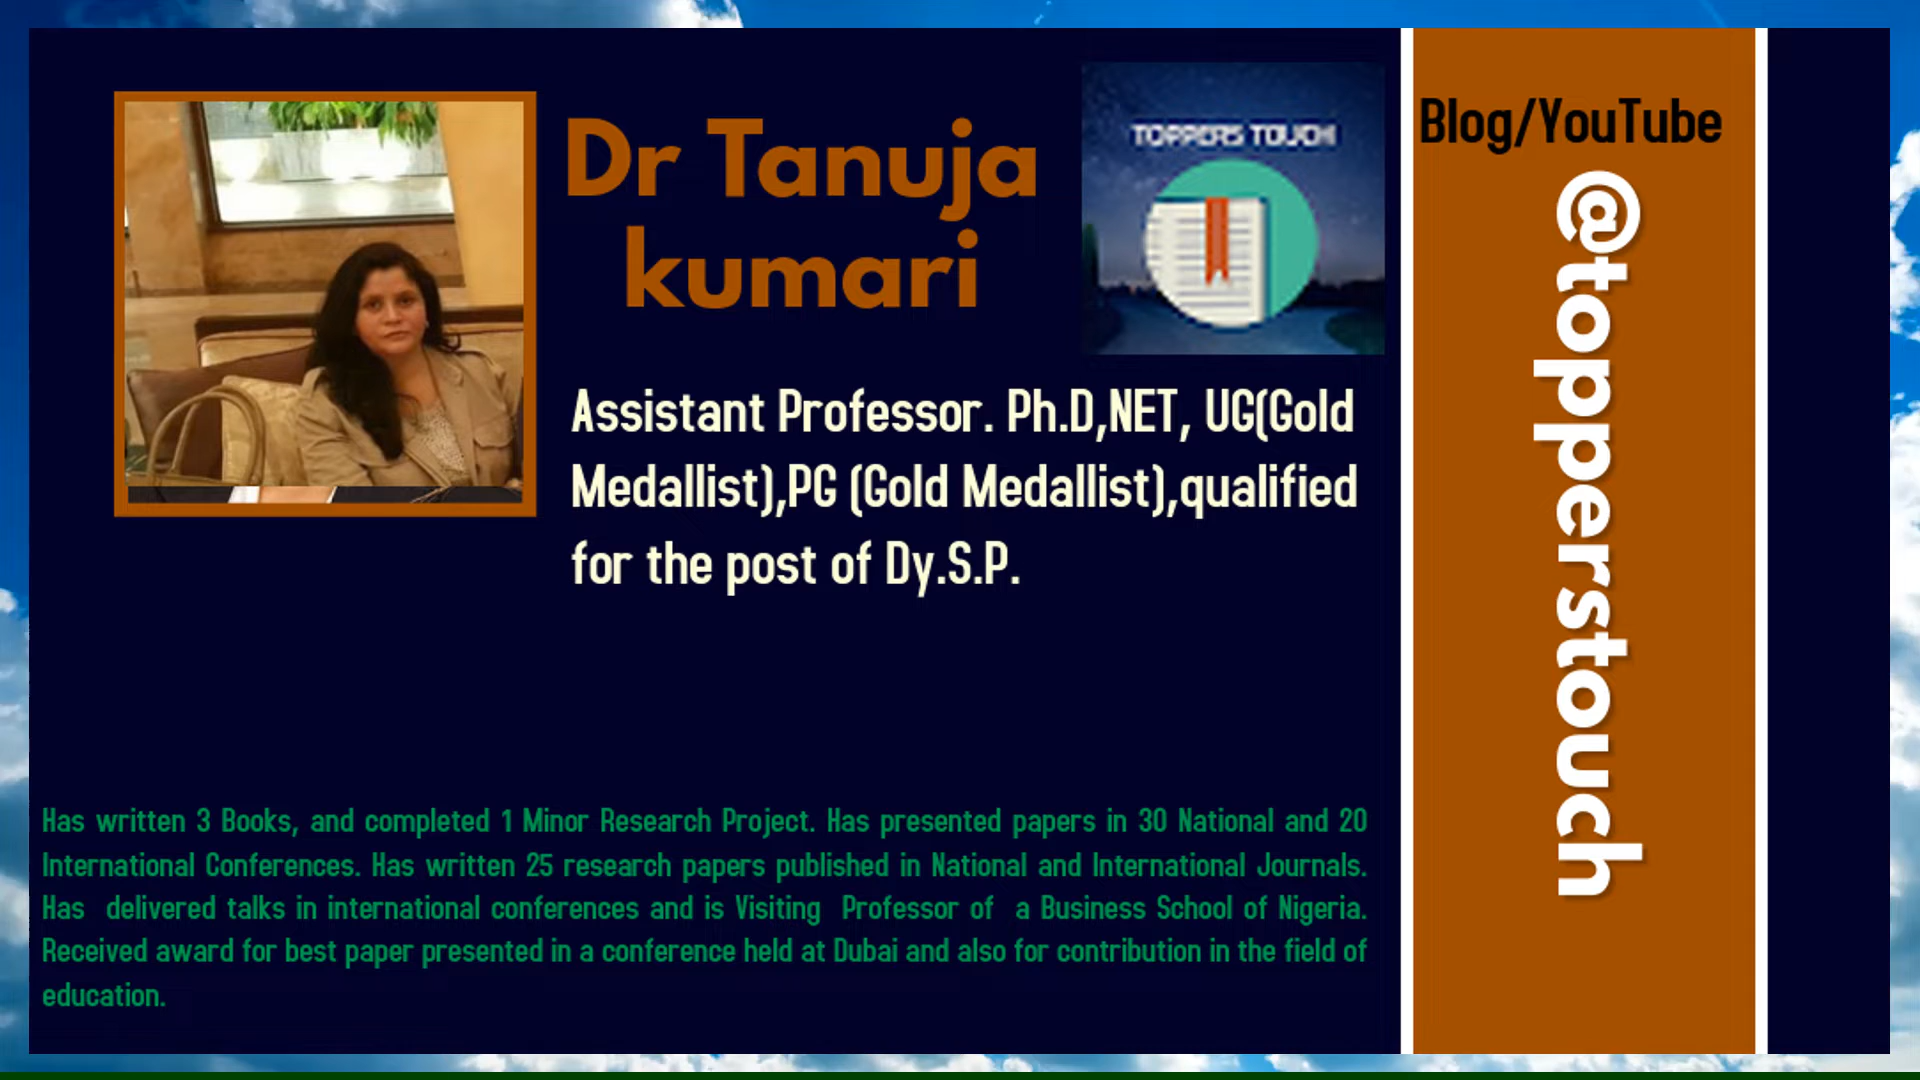 Dr Tanuja
kumari
TOPPERS TOUCH
Assistant Professor. Ph.D,NET, UG(Gold
Medallist),PG (Gold Medallist),qualified
for the post of Dy.S.P.
Has written 3 Books, and completed 1 Minor Research Project. Has presented papers in 30 National and 20
International Conferences. Has written 25 research papers published in National and International Journals.
Has delivered talks in international conferences and is Visiting Professor of a Business School of Nigeria.
Received award for best paper presented in a conference held at Dubai and also for contribution in the field of
education.
Blog/YouTube
@topperstouch